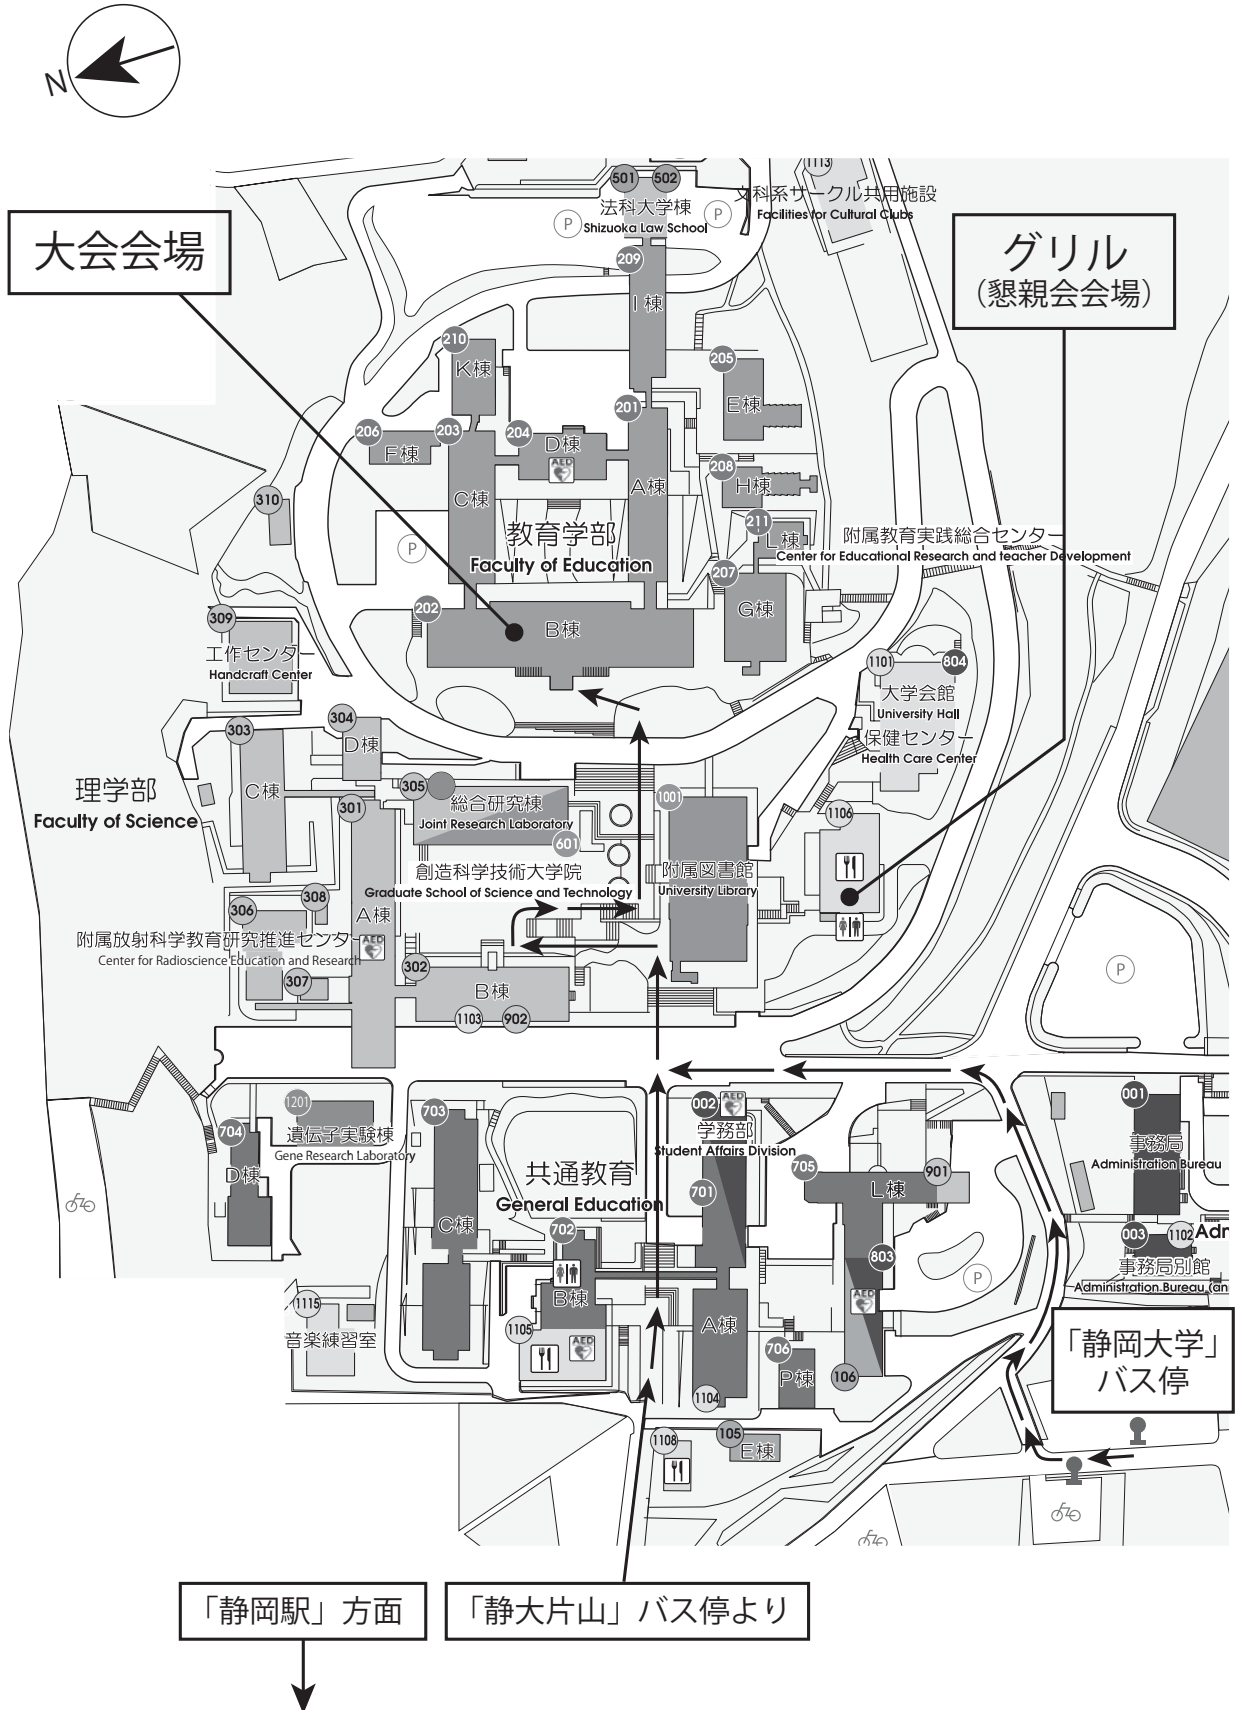 N
1113
501
502
文科系サークル共用施設
Facilities for Cultural Clubs
法科大学棟
Shizuoka Law School
P
P
大会会場
グリル
(懇親会会場)
209
I棟
210
K棟
205
E棟
201
206
F棟
203
204
D棟
AED
208
H棟
C棟
A棟
310
211
L棟
教育学部
Faculty of Education
P
附属教育実践総合センター
Center for Educational Research and teacher Development
207
G棟
202
B棟
309
工作センター
Handcraft Center
1101
804
大学会館
University Hall
保健センター
Health Care Center
303
304
D棟
C棟
理学部
Faculty of Science
305
総合研究棟
Joint Research Laboratory
301
601
1001
1106
創造科学技術大学院
Graduate School of Science and Technology
附属図書館
University Library
308
306
A棟
附属放射科学教育研究推進センター
Center for Radioscience Education and Research
AED
302
307
B棟
1103
902
P
1201
遺伝子実験棟
Gene Research Laboratory
704
D棟
703
C棟
002
AED
学務部
Student Affairs Division
001
事務局
Administration Bureau
共通教育
General Education
701
705
901
L棟
702
B棟
803
003
1102
Adn
事務局別館
Administration Bureau (an
P
AED
1115
音楽練習室
1105
AED
A棟
706
P棟
1104
106
「静岡大学」
バス停
1108
105
E棟
「静岡駅」方面
「静大片山」バス停より